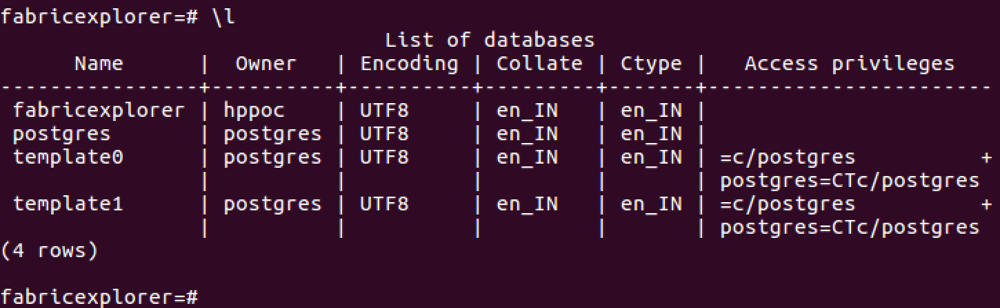 fabricexplorer=# \l
                               List of databases
      Name      |  Owner   | Encoding | Collate | Ctype |   Access privileges
----------------+----------+----------+---------+-------+-----------------------
 fabricexplorer | hppoc    | UTF8     | en_IN   | en_IN |
 postgres       | postgres | UTF8     | en_IN   | en_IN |
 template0      | postgres | UTF8     | en_IN   | en_IN | =c/postgres          +
                |          |          |         |       | postgres=CTc/postgres
 template1      | postgres | UTF8     | en_IN   | en_IN | =c/postgres          +
                |          |          |         |       | postgres=CTc/postgres
(4 rows)

fabricexplorer=#